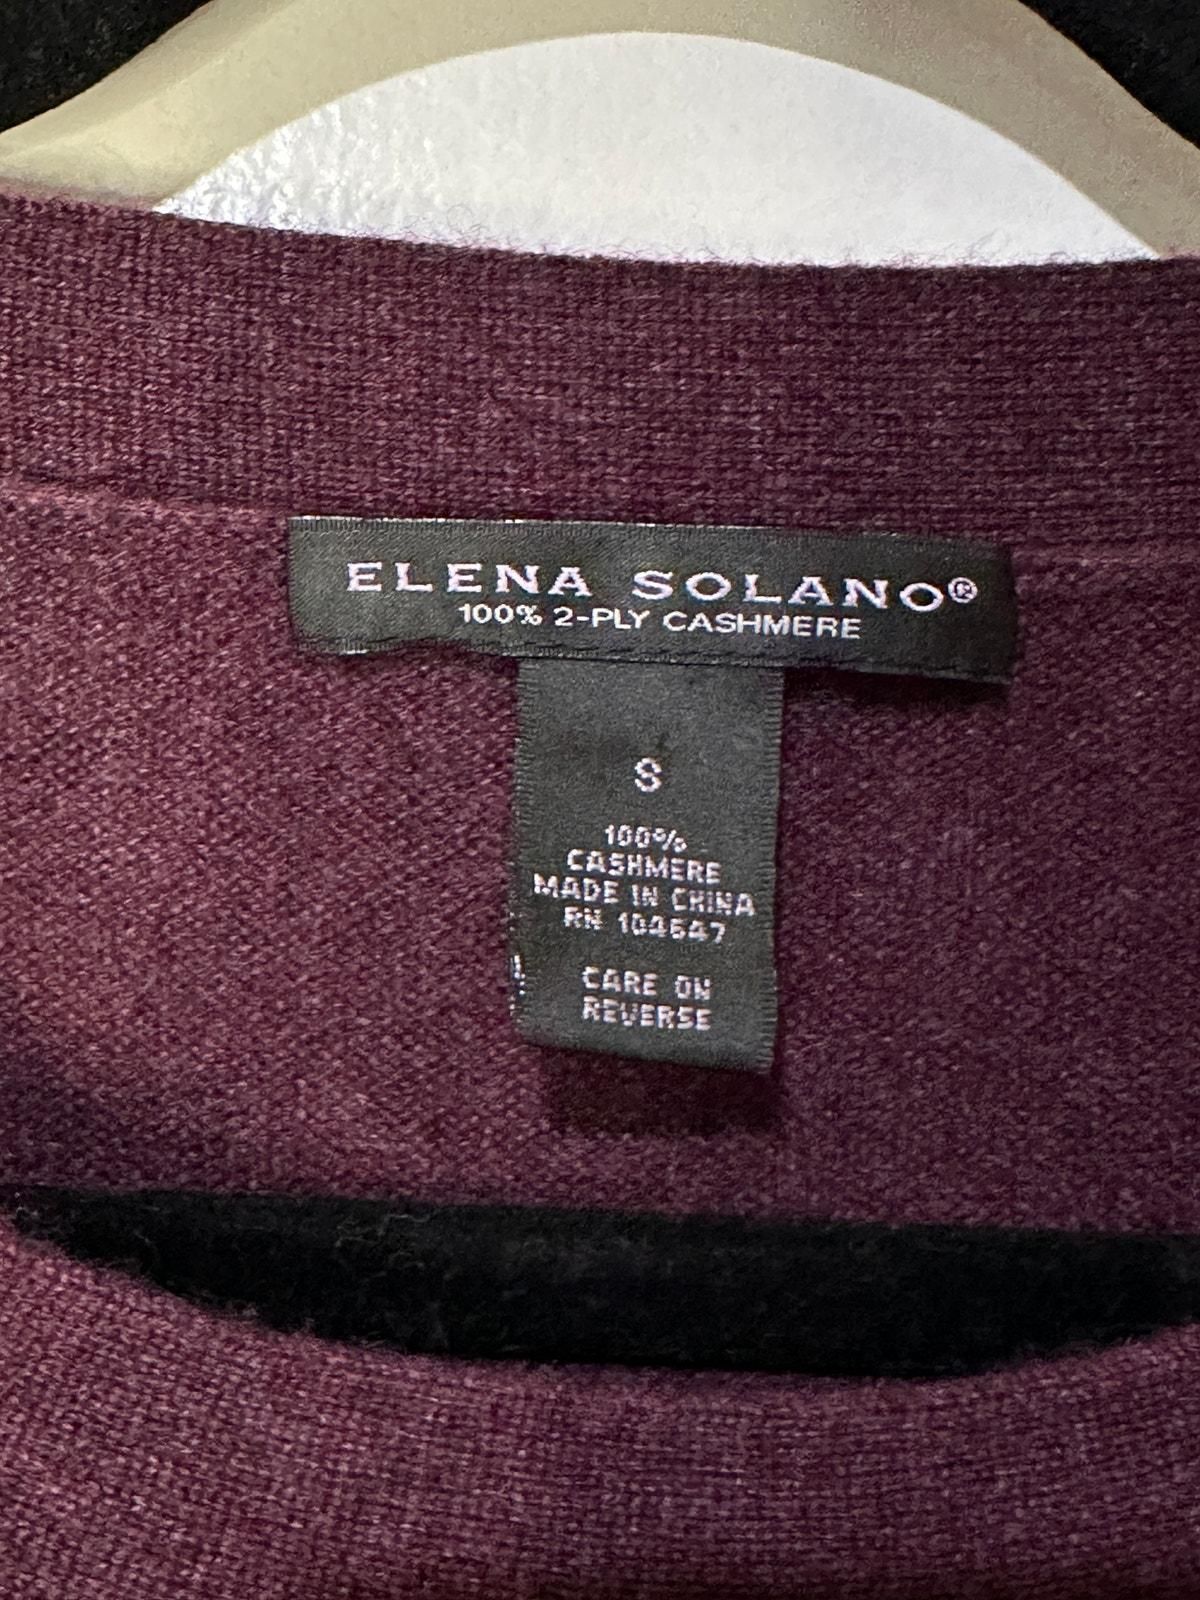 ELENA SOLANO®
100% 2-PLY CASHMERE
S
100%
CASHMERE
MADE IN CHINA
RN 104647
CARE ON
REVERSE